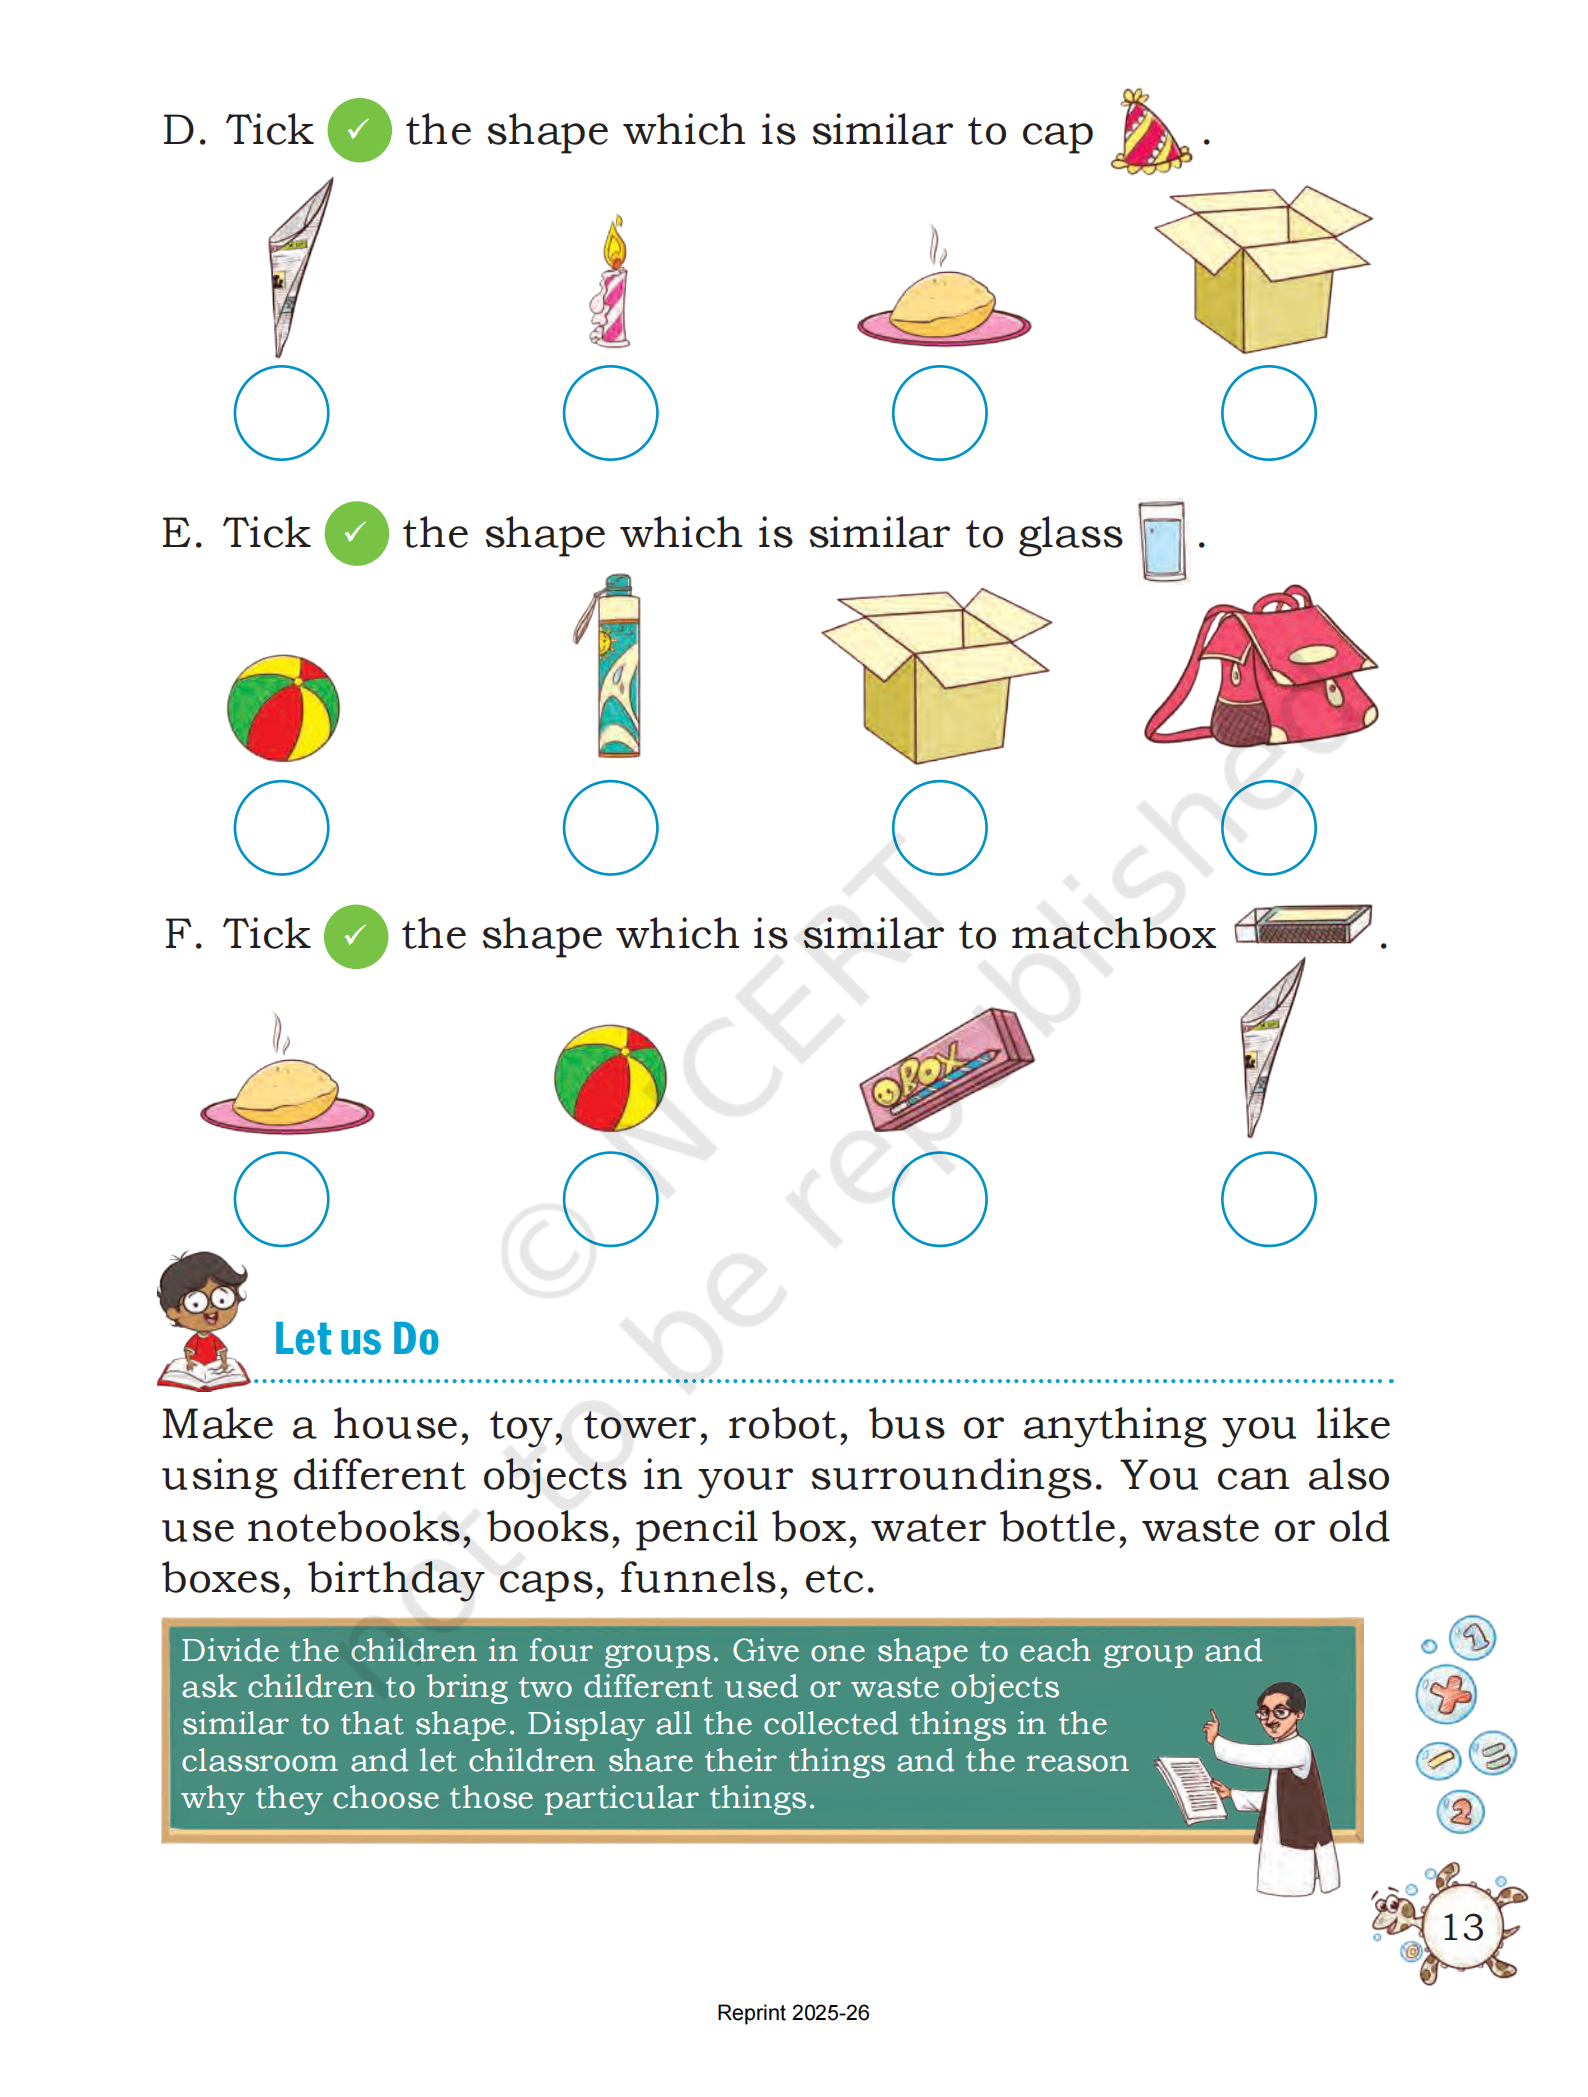 D. Tick ✓ the shape which is similar to cap .
E. Tick ✓ the shape which is similar to glass .
F. Tick ✓ the shape which is similar to matchbox .
BOX
Let us Do
Make a house, toy, tower, robot, bus or anything you like
using different objects in your surroundings. You can also
use notebooks, books, pencil box, water bottle, waste or old
boxes, birthday caps, funnels, etc.
Divide the children in four groups. Give one shape to each group and
ask children to bring two different used or waste objects
similar to that shape. Display all the collected things in the
classroom and let children share their things and the reason
why they choose those particular things.
1
+
–
=
2
13
Reprint 2025-26
© NCERT
not to be republished